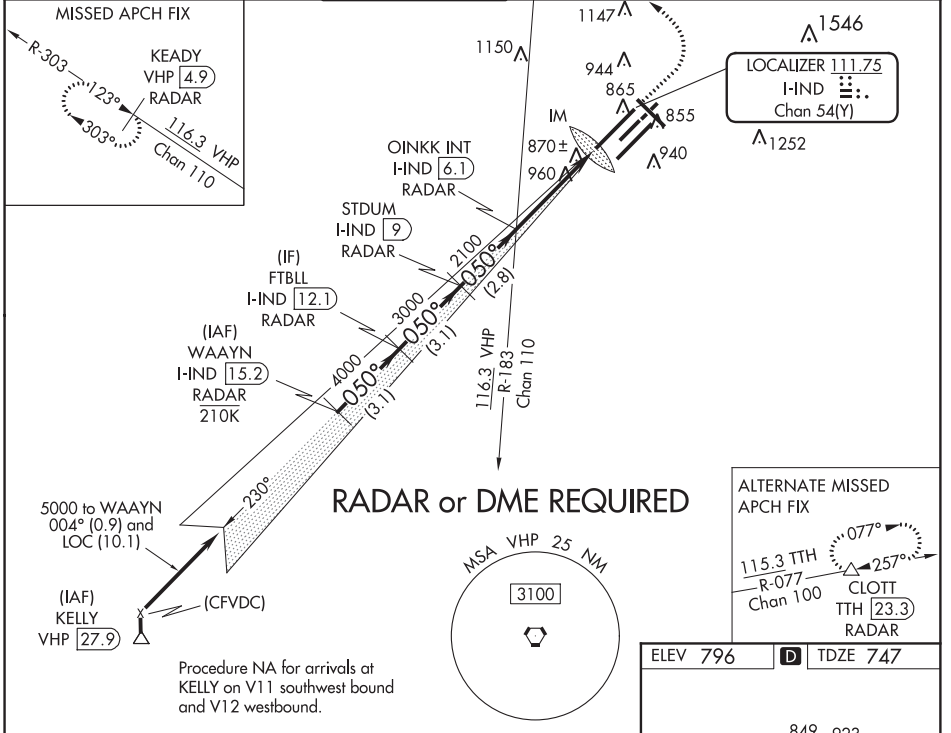 MISSED APCH FIX
R-303
KEADY
VHP 4.9
RADAR
123°
303°
116.3 VHP
Chan 110
1147
1546
1150
944
LOCALIZER 111.75
I-IND
Chan 54(Y)
865
855
IM
870±
940
1252
960
OINKK INT
I-IND 6.1
RADAR
STDUM
I-IND 9
RADAR
2100
050°
(2.8)
(IF)
FTBLL
I-IND 12.1
RADAR
3000
050°
(3.1)
(IAF)
WAAYN
I-IND 15.2
RADAR
210K
4000
050°
(3.1)
116.3 VHP
R-183
Chan 110
230°
RADAR or DME REQUIRED
5000 to WAAYN
004° (0.9) and
LOC (10.1)
(IAF)
KELLY
VHP 27.9
(CFVDC)
MSA VHP 25 NM
3100
ALTERNATE MISSED
APCH FIX
077°
257°
115.3 TTH
R-077
Chan 100
CLOTT
TTH 23.3
RADAR
Procedure NA for arrivals at
KELLY on V11 southwest bound
and V12 westbound.
ELEV 796 D TDZE 747